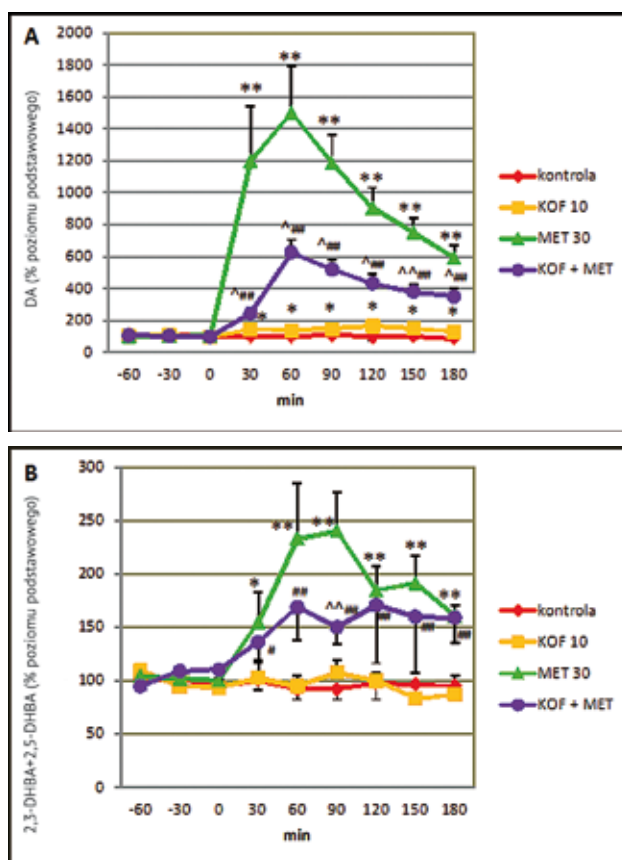 A
DA (% poziomu podstawowego)
2000
1800
1600
1400
1200
1000
800
600
400
200
0
-60 -30 0 30 60 90 120 150 180
min
** ** ** ** ** **
^## ^## ^## ^## ^^## ^##
* * * * * *
kontrola
KOF 10
MET 30
KOF + MET
B
2,3-DHBA+2,5-DHBA (% poziomu podstawowego)
300
250
200
150
100
50
0
-60 -30 0 30 60 90 120 150 180
min
* ** ** ** ** **
# ## ^^## ## ## ##
kontrola
KOF 10
MET 30
KOF + MET